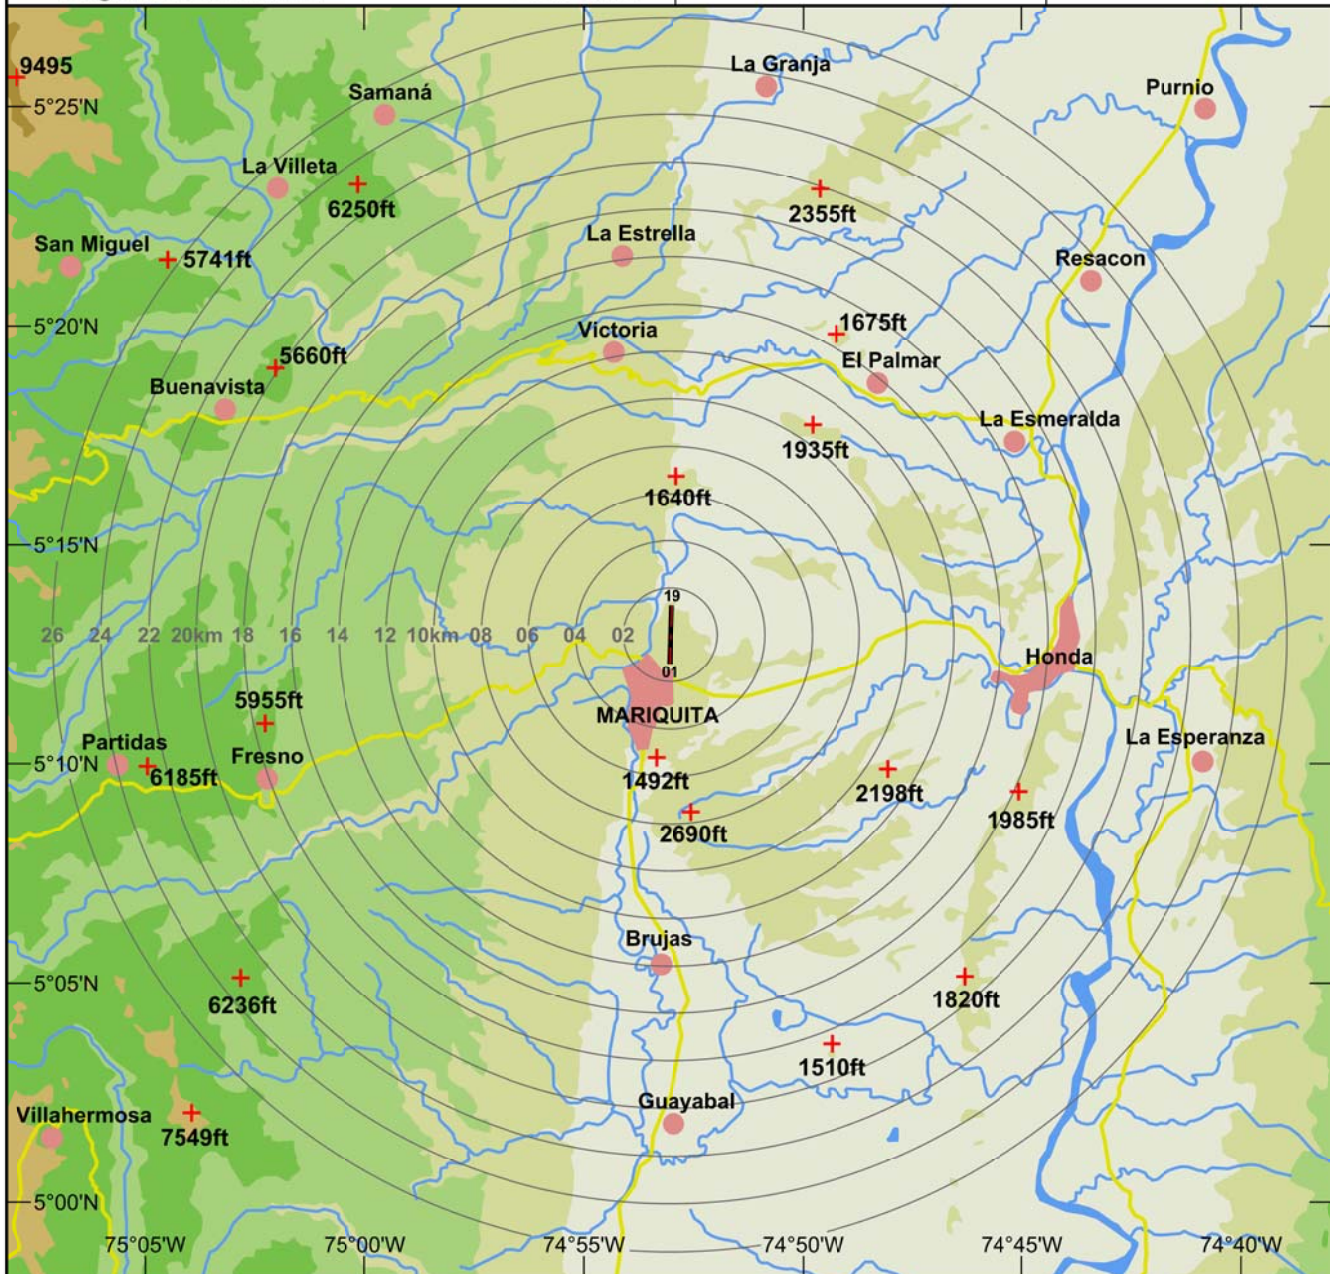 La Granja
9495
Purnio
Samaná
5°25'N
La Villeta
6250ft
2355ft
La Estrella
San Miguel
5741ft
Resacon
5°20'N
Victoria
1675ft
5660ft
El Palmar
Buenavista
La Esmeralda
1935ft
1640ft
5°15'N
19
26 24 22 20km 18 16 14 12 10km 08 06 04 02
Honda
01
5955ft
MARIQUITA
Partidas
La Esperanza
Fresno
5°10'N
6185ft
1492ft
2198ft
1985ft
2690ft
Brujas
5°05'N
6236ft
1820ft
1510ft
Guayabal
Villahermosa
7549ft
5°00'N
75°05'W 75°00'W 74°55'W 74°50'W 74°45'W 74°40'W